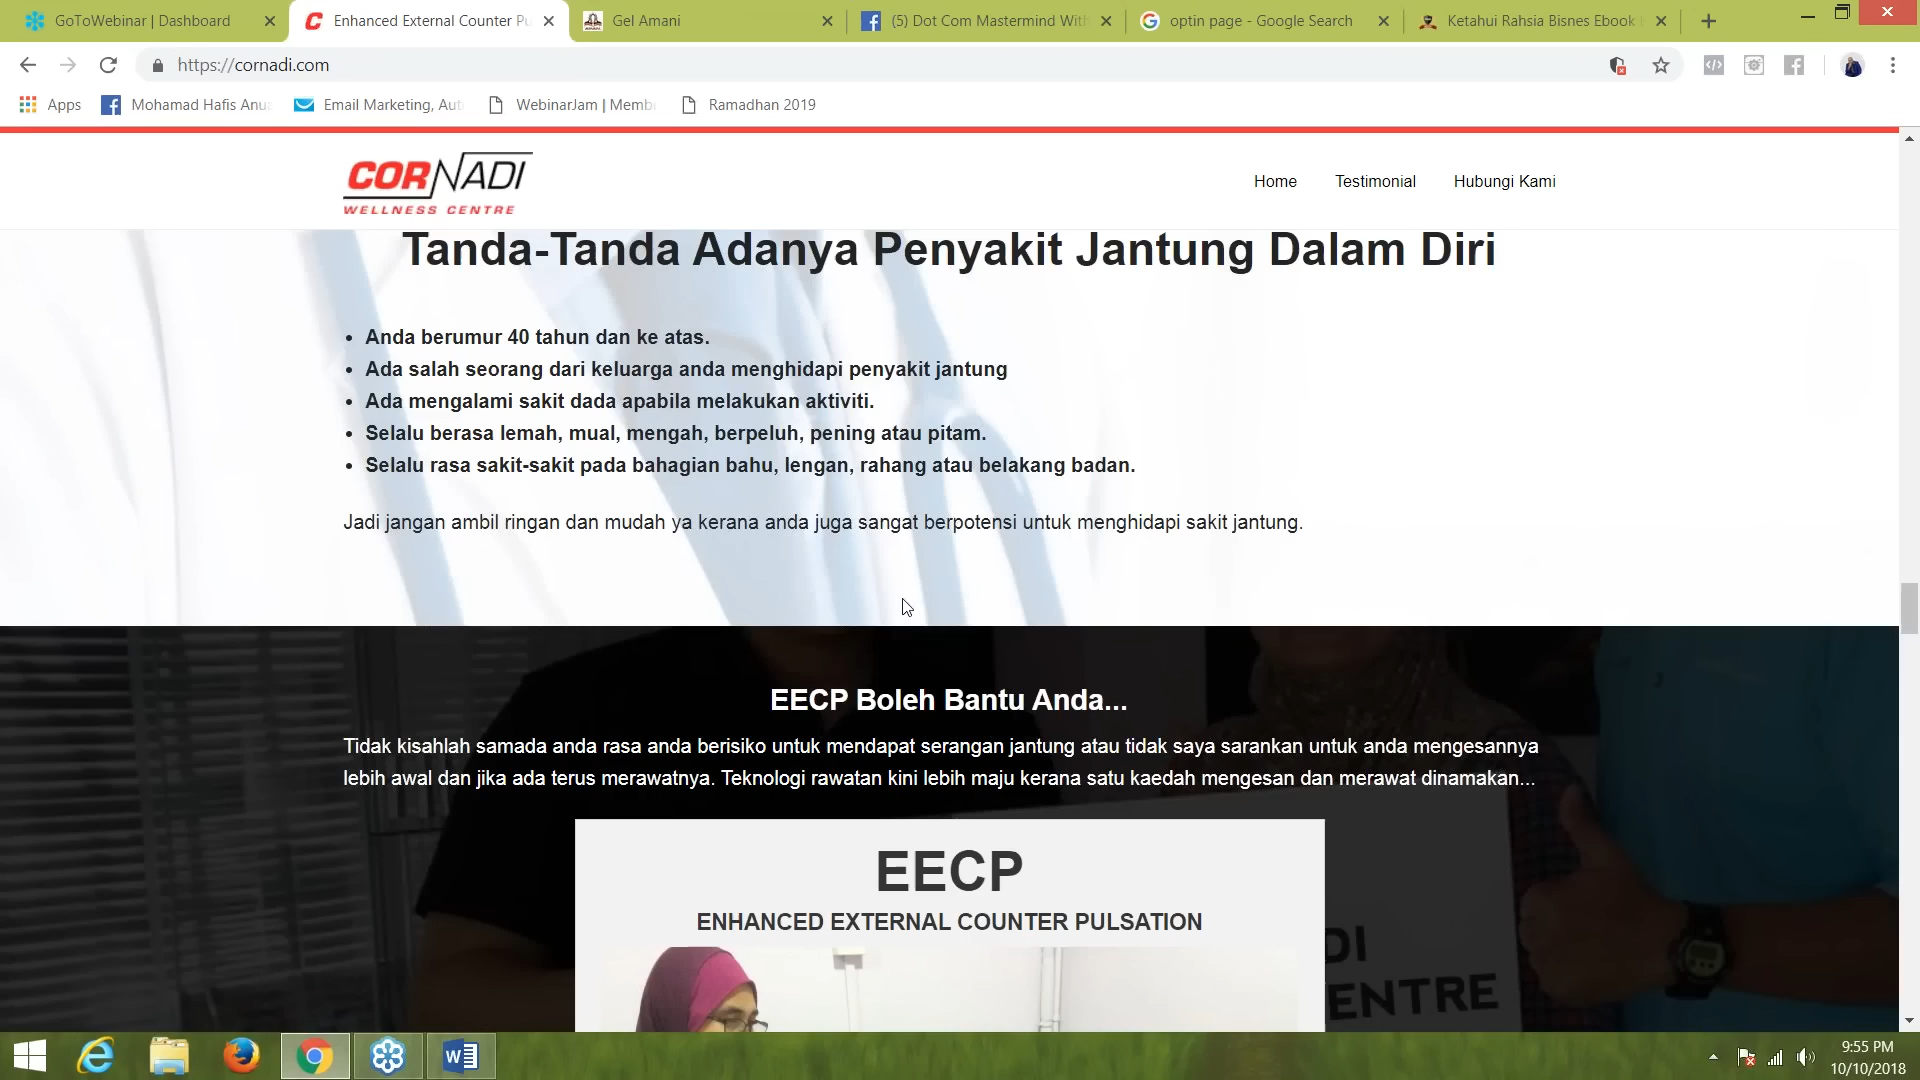 GoToWebinar | Dashboard
Enhanced External Counter Pu
Gel Amani
(5) Dot Com Mastermind With
optin page - Google Search
Ketahui Rahsia Bisnes Ebook
https://cornadi.com
Apps
Mohamad Hafis Anua
Email Marketing, Aut
WebinarJam | Memb
Ramadhan 2019
CORNADI
WELLNESS CENTRE
Home
Testimonial
Hubungi Kami
Tanda-Tanda Adanya Penyakit Jantung Dalam Diri
• Anda berumur 40 tahun dan ke atas.
• Ada salah seorang dari keluarga anda menghidapi penyakit jantung
• Ada mengalami sakit dada apabila melakukan aktiviti.
• Selalu berasa lemah, mual, mengah, berpeluh, pening atau pitam.
• Selalu rasa sakit-sakit pada bahagian bahu, lengan, rahang atau belakang badan.
Jadi jangan ambil ringan dan mudah ya kerana anda juga sangat berpotensi untuk menghidapi sakit jantung.
EECP Boleh Bantu Anda...
Tidak kisahlah samada anda rasa anda berisiko untuk mendapat serangan jantung atau tidak saya sarankan untuk anda mengesannya
lebih awal dan jika ada terus merawatnya. Teknologi rawatan kini lebih maju kerana satu kaedah mengesan dan merawat dinamakan...
EECP
ENHANCED EXTERNAL COUNTER PULSATION
DI
ENTRE
9:55 PM
10/10/2018